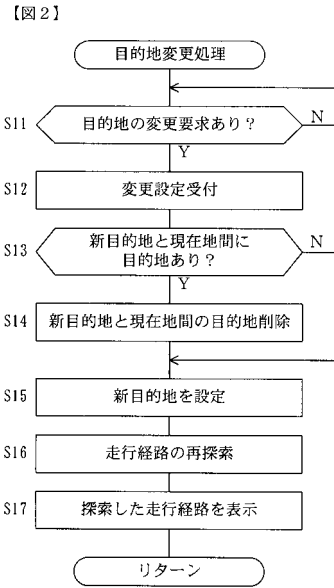 【図2】
目的地変更処理
S11 目的地の変更要求あり? N
Y
S12 変更設定受付
S13 新目的地と現在地間に
目的地あり? N
Y
S14 新目的地と現在地間の目的地削除
S15 新目的地を設定
S16 走行経路の再探索
S17 探索した走行経路を表示
リターン